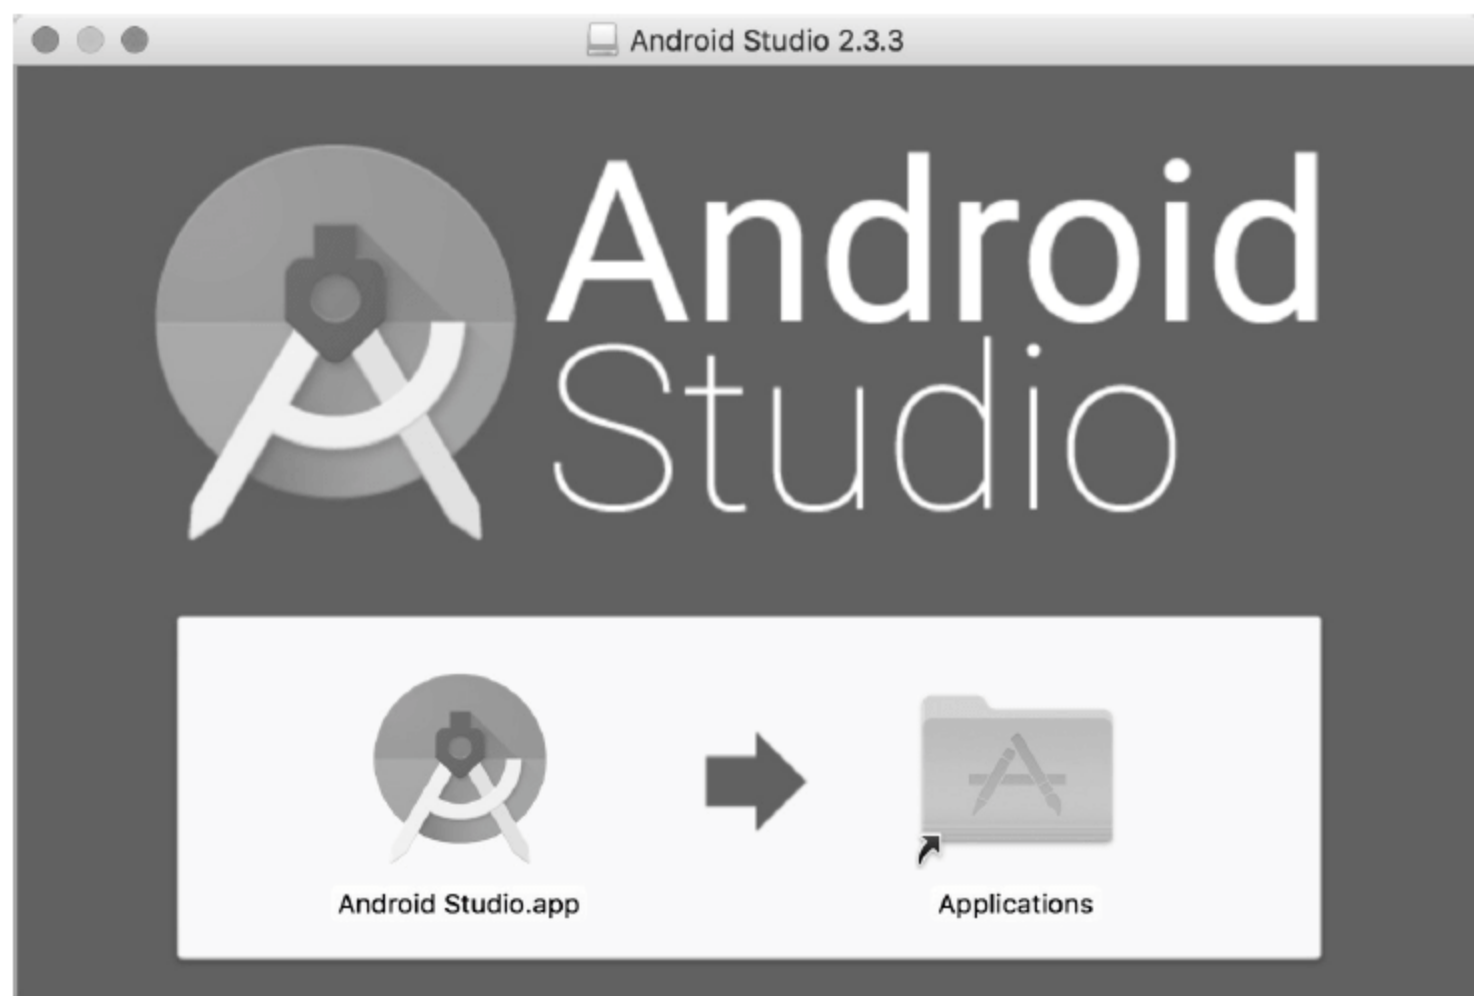 Android Studio 2.3.3
Android
Studio
Android Studio.app
Applications